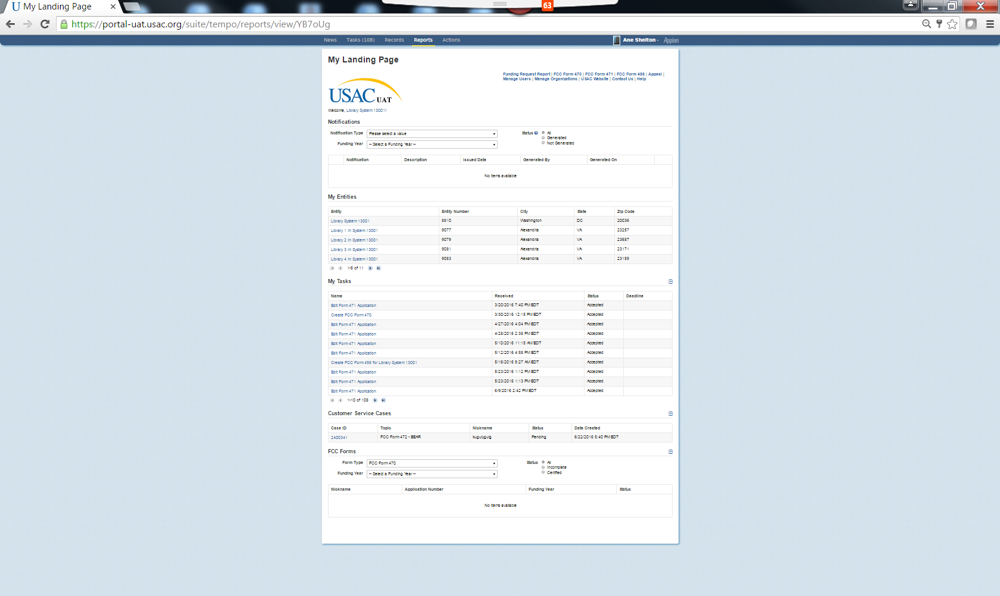 U My Landing Page
63
https://portal-uat.usac.org/suite/tempo/reports/view/YB7oUg
News Tasks (108) Records Reports Actions Ane Shelton Appian
My Landing Page
Funding Request Report | FCC Form 470 | FCC Form 471 | FCC Form 486 | Appeal |
Manage Users | Manage Organizations | USAC Website | Contact Us | Help
USAC UAT
Welcome, Library System 13001!
Notifications
Notification Type Please select a value Status All
Generated
Funding Year -- Select a Funding Year -- Not Generated
Notification Description Issued Date Generated By Generated On
No items available
My Entities
Entity Entity Number City State Zip Code
Library System 13001 8810 Washington DC 20036
Library 1 in System 13001 9077 Alexandria VA 23257
Library 2 in System 13001 9079 Alexandria VA 23687
Library 3 in System 13001 9081 Alexandria VA 23171
Library 4 in System 13001 9083 Alexandria VA 23159
1-5 of 11
My Tasks
Name Received Status Deadline
Edit Form 471 Application 3/20/2016 7:40 PM EDT Accepted
Create FCC Form 470 3/30/2016 12:15 PM EDT Accepted
Edit Form 471 Application 4/27/2016 4:04 PM EDT Accepted
Edit Form 471 Application 4/28/2016 2:38 PM EDT Accepted
Edit Form 471 Application 5/10/2016 11:15 AM EDT Accepted
Edit Form 471 Application 5/12/2016 4:58 PM EDT Accepted
Create FCC Form 498 for Library System 13001 5/16/2016 9:27 AM EDT Accepted
Edit Form 471 Application 5/23/2016 1:12 PM EDT Accepted
Edit Form 471 Application 5/23/2016 1:13 PM EDT Accepted
Edit Form 471 Application 6/9/2016 2:42 PM EDT Accepted
1-10 of 108
Customer Service Cases
Case ID Topic Nickname Status Date Created
2400341 FCC Form 472 - BEAR kuguiyguig Pending 6/22/2016 5:40 PM EDT
FCC Forms
Form Type FCC Form 470 Status All
Incomplete
Funding Year -- Select a Funding Year -- Certified
Nickname Application Number Funding Year Status
No items available